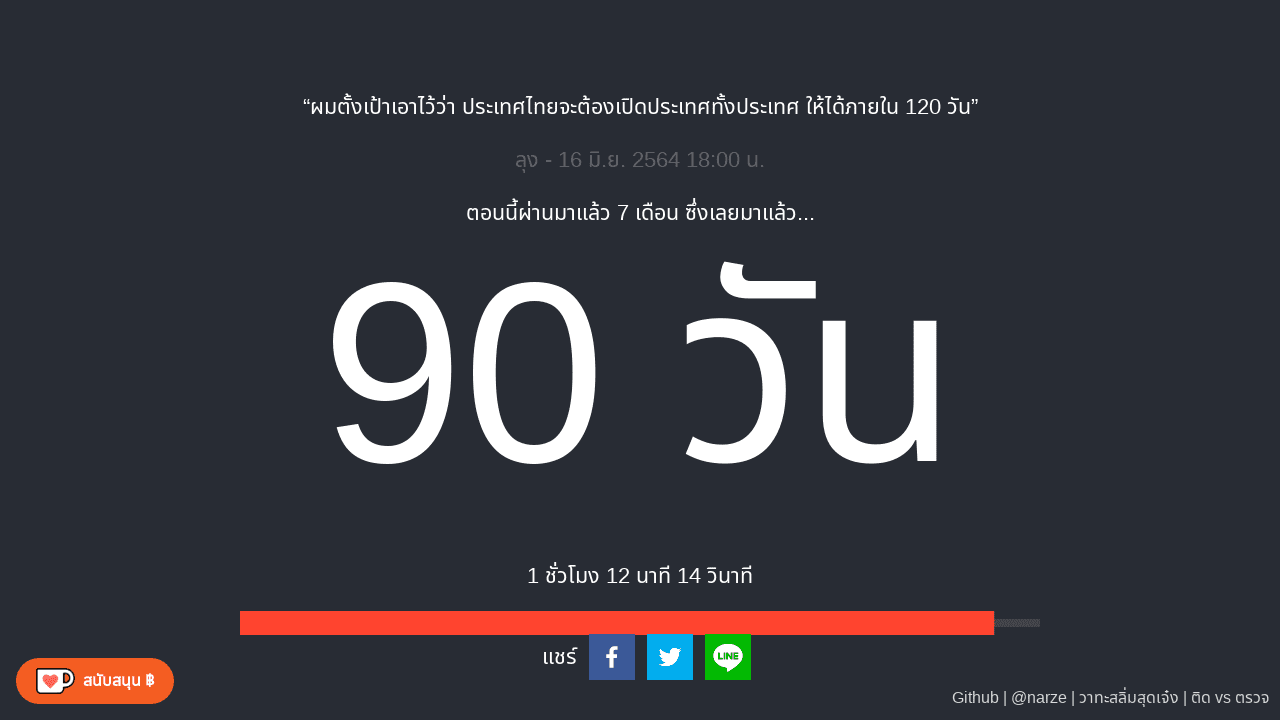 “ผมตั้งเป้าเอาไว้ว่า ประเทศไทยจะต้องเปิดประเทศทั้งประเทศ ให้ได้ภายใน 120 วัน”
ลุง - 16 มิ.ย. 2564 18:00 น.
ตอนนี้ผ่านมาแล้ว 7 เดือน ซึ่งเลยมาแล้ว...
90 วัน
1 ชั่วโมง 12 นาที 14 วินาที
แชร์
LINE
สนับสนุน ฿
Github | @narze | วาทะสลิ่มสุดเจ๋ง | ติด vs ตรวจ